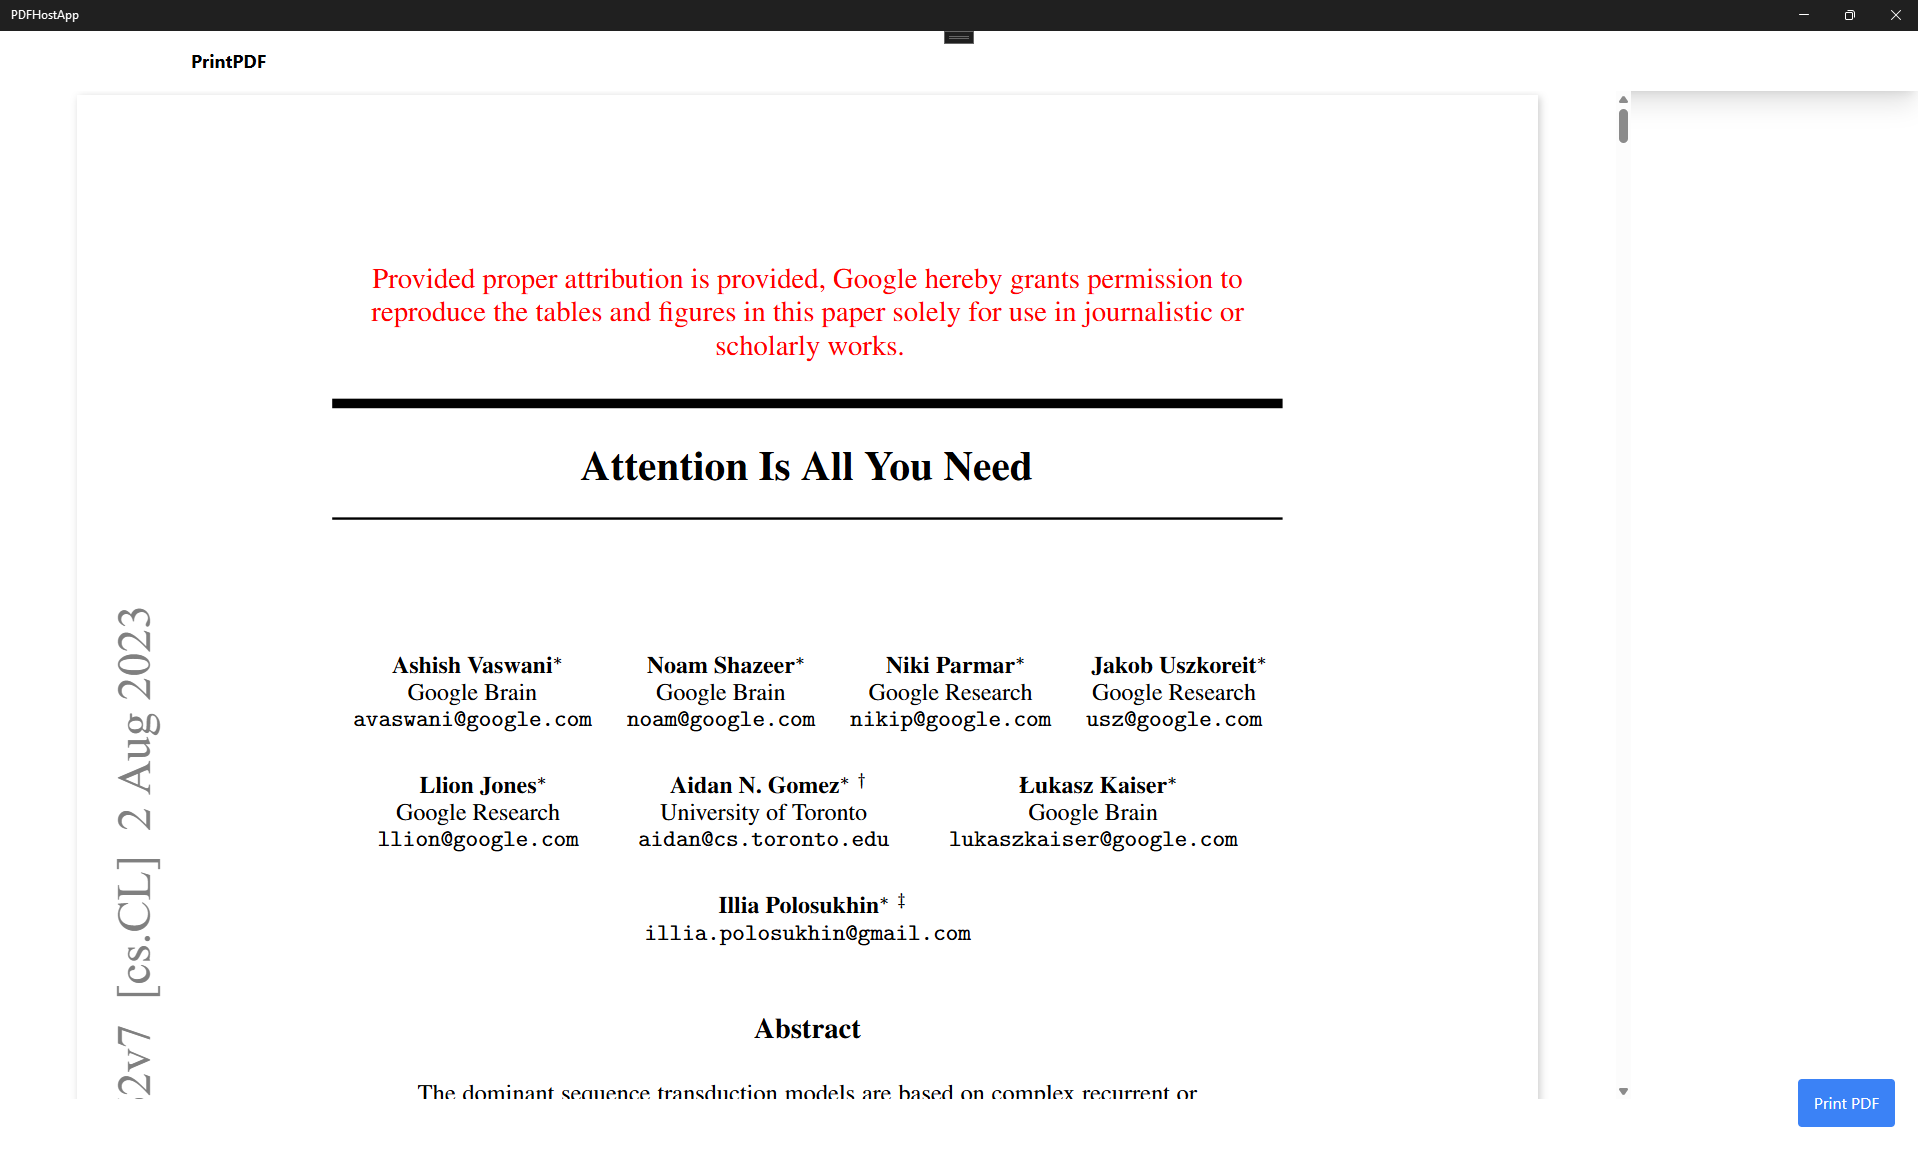 PDFHostApp
PrintPDF
Provided proper attribution is provided, Google hereby grants permission to
reproduce the tables and figures in this paper solely for use in journalistic or
scholarly works.
Attention Is All You Need
Ashish Vaswani* Noam Shazeer* Niki Parmar* Jakob Uszkoreit*
Google Brain Google Brain Google Research Google Research
avaswani@google.com noam@google.com nikip@google.com usz@google.com
Llion Jones* Aidan N. Gomez* † Łukasz Kaiser*
Google Research University of Toronto Google Brain
llion@google.com aidan@cs.toronto.edu lukaszkaiser@google.com
Illia Polosukhin* ‡
illia.polosukhin@gmail.com
Abstract
The dominant sequence transduction models are based on complex recurrent or
2v7 [cs.CL] 2 Aug 2023
Print PDF